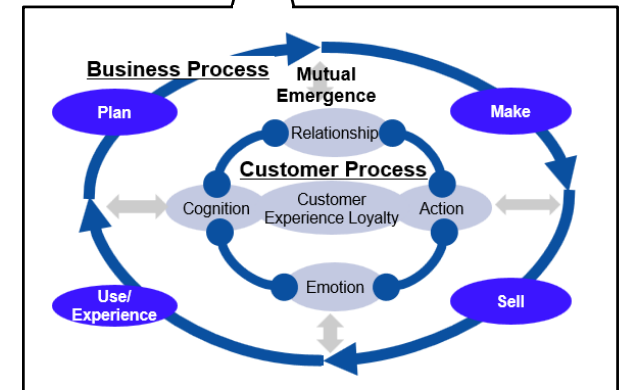 Business Process
Mutual
Emergence
Plan
Make
Relationship
Customer Process
Cognition
Customer
Experience Loyalty
Action
Emotion
Use/
Experience
Sell